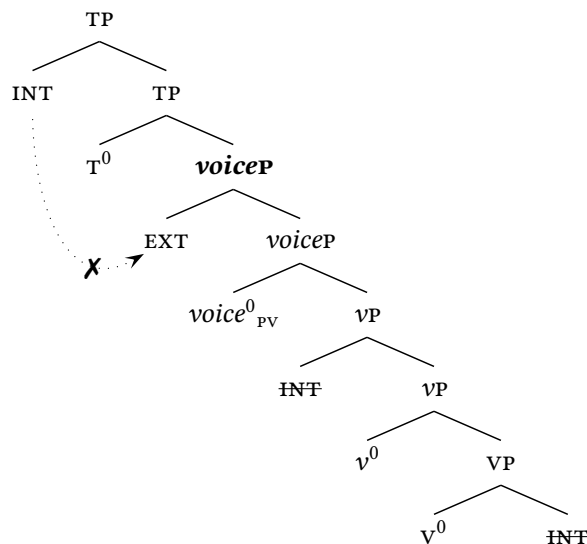 TP
INT TP
T⁰ voiceP
EXT voiceP
✗
voice⁰PV vP
INT vP
v⁰ VP
V⁰ INT